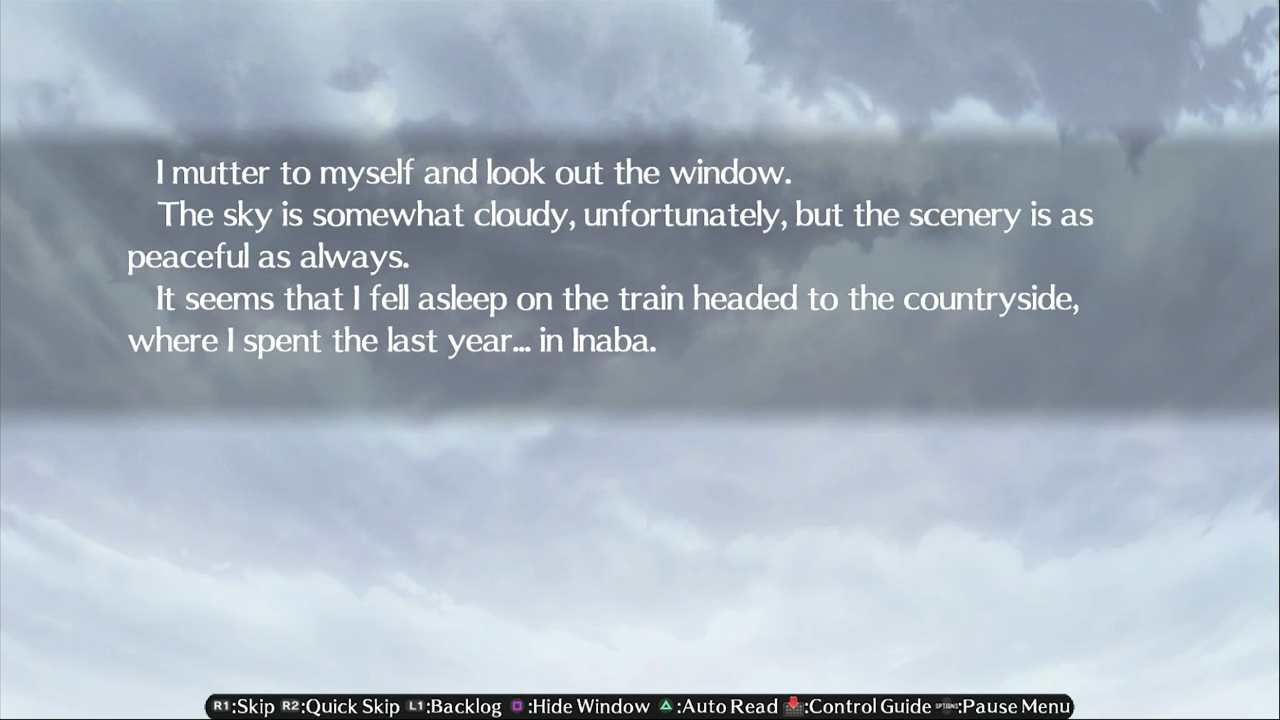 I mutter to myself and look out the window.
The sky is somewhat cloudy, unfortunately, but the scenery is as
peaceful as always.
It seems that I fell asleep on the train headed to the countryside,
where I spent the last year... in Inaba.
R1:Skip R2:Quick Skip L1:Backlog :Hide Window :Auto Read :Control Guide OPTIONS:Pause Menu